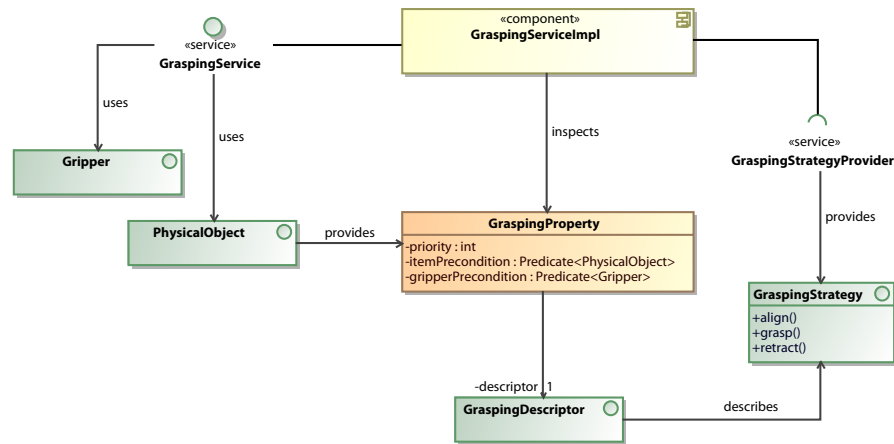 «component»
GraspingServiceImpl
«service»
GraspingService
uses
uses
inspects
«service»
GraspingStrategyProvider
Gripper
PhysicalObject
provides
GraspingProperty
-priority : int
-itemPrecondition : Predicate<PhysicalObject>
-gripperPrecondition : Predicate<Gripper>
provides
GraspingStrategy
+align()
+grasp()
+retract()
-descriptor 1
GraspingDescriptor
describes